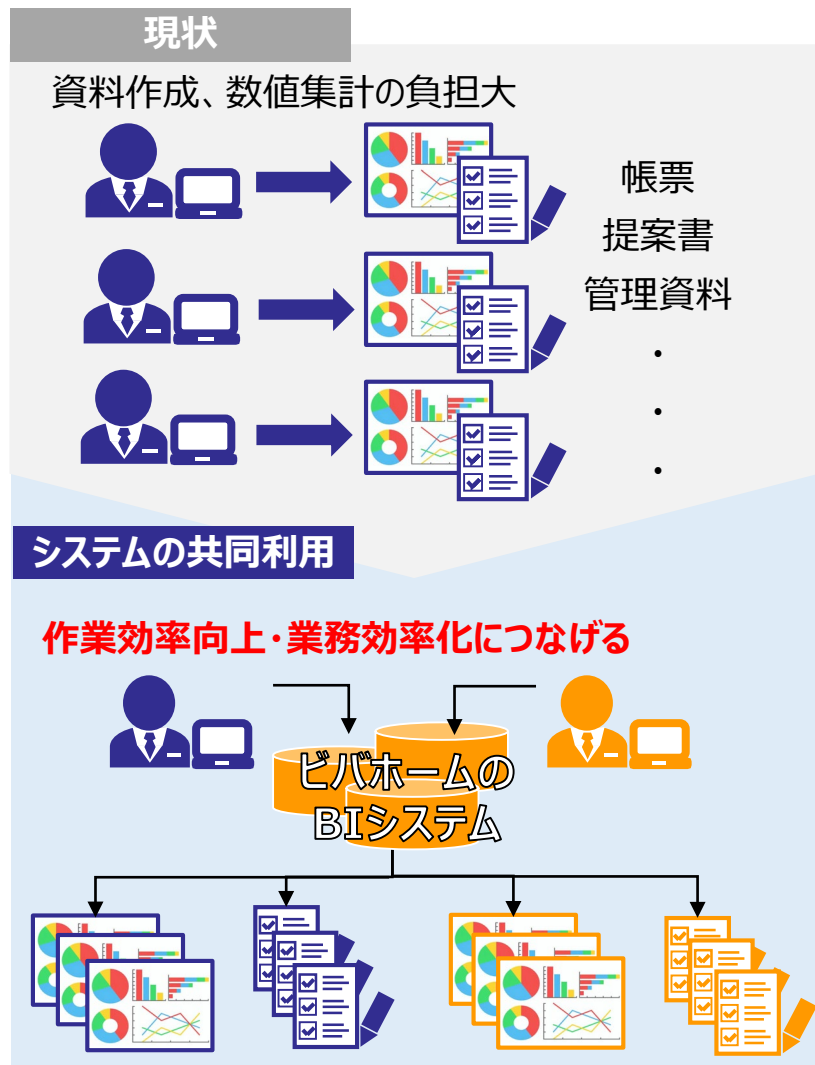 現状
資料作成、数値集計の負担大
帳票
提案書
管理資料
・
・
・
システムの共同利用
作業効率向上・業務効率化につなげる
ビバホームの
BIシステム